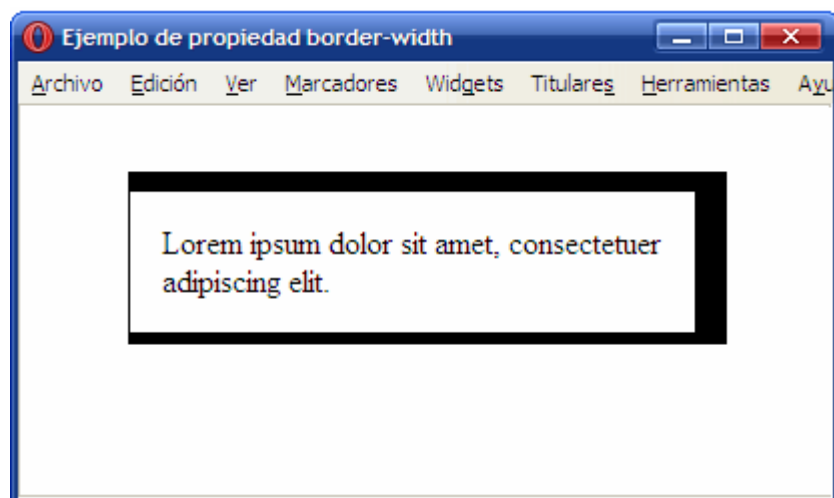 Ejemplo de propiedad border-width
Archivo Edición Ver Marcadores Widgets Titulares Herramientas Ayu
Lorem ipsum dolor sit amet, consectetuer
adipiscing elit.